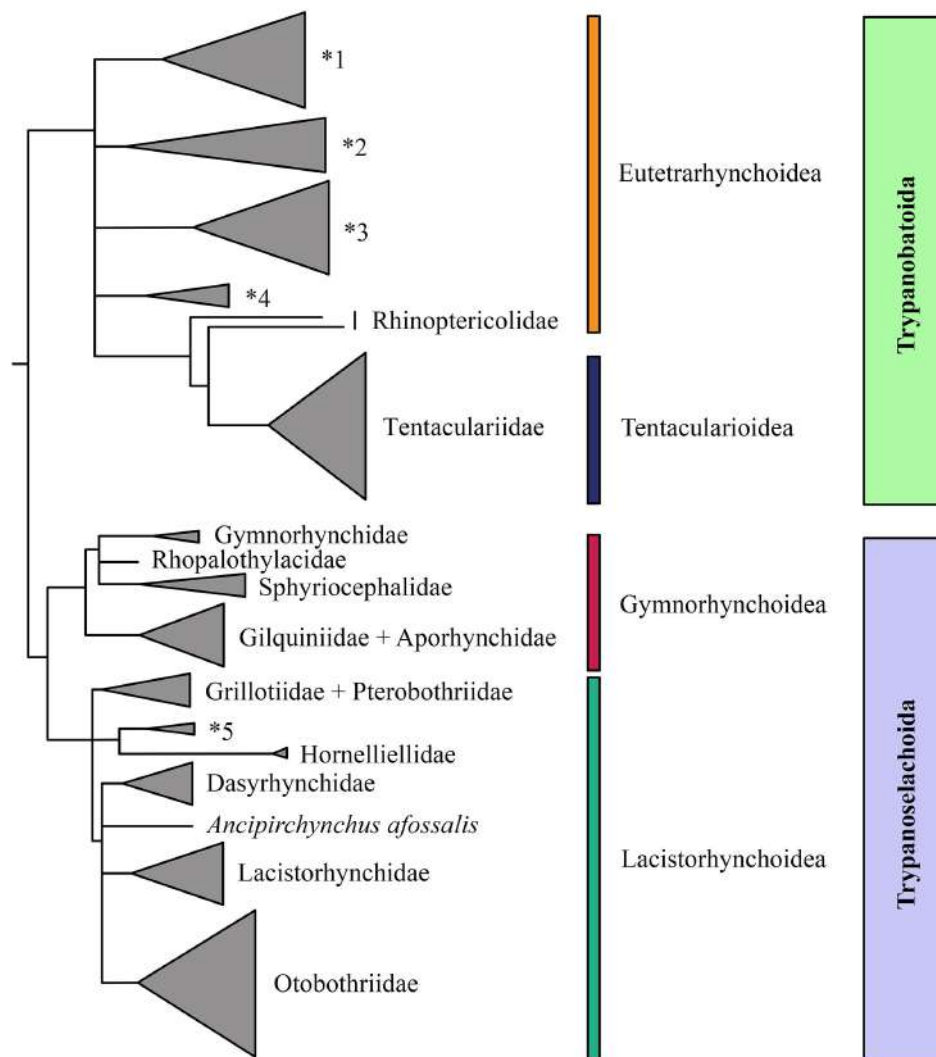 *1
*2
*3
*4
Rhinoptericolidae
Tentaculariidae
Gymnorhynchidae
Rhopalothylacidae
Sphyriocephalidae
Gilquiniidae + Aporhynchidae
Grillotiidae + Pterobothriidae
*5
Hornelliellidae
Dasyrhynchidae
Ancipirchynchus afossalis
Lacistorhynchidae
Otobothriidae
Eutetrarhynchoidea
Tentacularioidea
Gymnorhynchoidea
Lacistorhynchoidea
Trypanobatoida
Trypanoselachoida